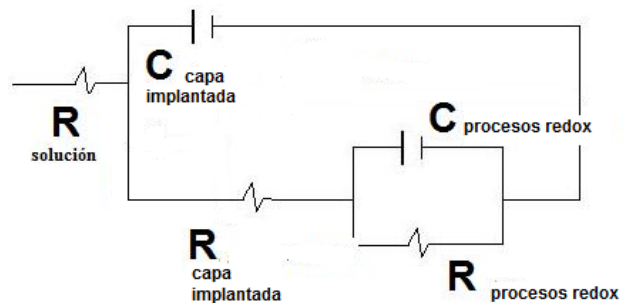 C capa
implantada
R
solución
C procesos redox
R
capa
implantada
R procesos redox